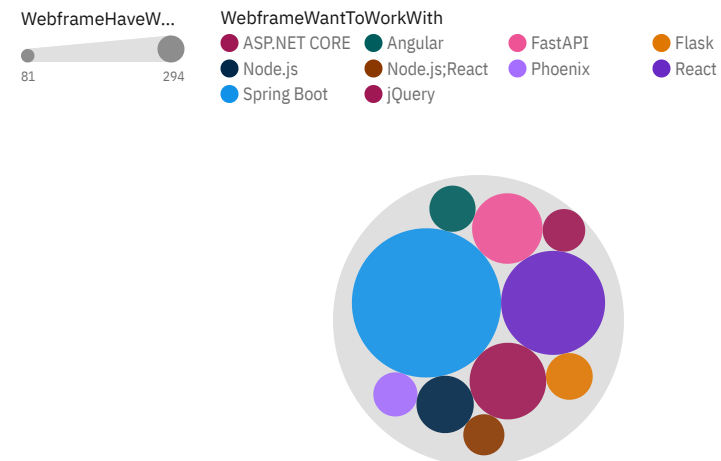 WebframeHaveW...
81
294
WebframeWantToWorkWith
ASP.NET CORE
Angular
FastAPI
Flask
Node.js
Node.js;React
Phoenix
React
Spring Boot
jQuery